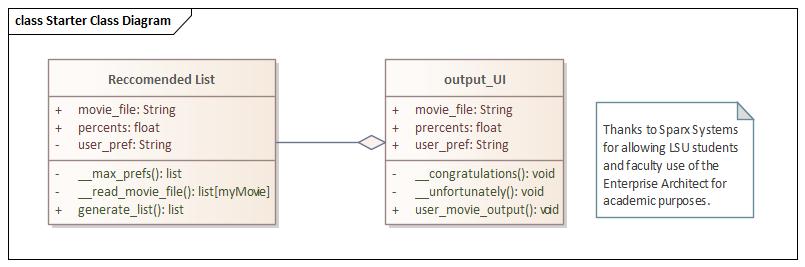 class Starter Class Diagram
Reccomended List
+ movie_file: String
+ percents: float
- user_pref: String
- __max_prefs(): list
- __read_movie_file(): list[myMovie]
+ generate_list(): list
output_UI
+ movie_file: String
+ prercents: float
+ user_pref: String
- __congratulations(): void
- __unfortunately(): void
+ user_movie_output(): void
Thanks to Sparx Systems
for allowing LSU students
and faculty use of the
Enterprise Architect for
academic purposes.